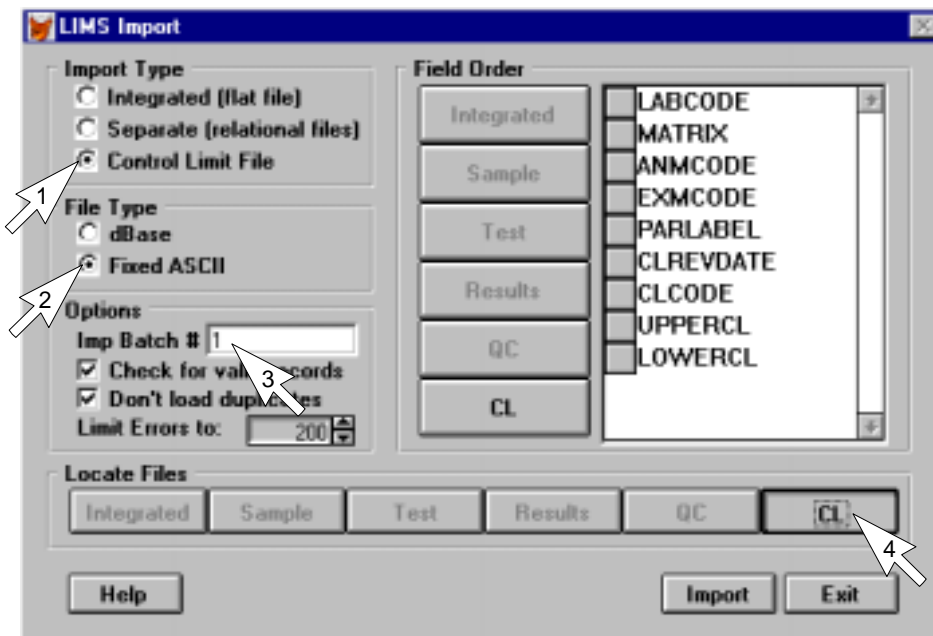 LIMS Import
Import Type
Integrated (flat file)
Separate (relational files)
Control Limit File
1
File Type
dBase
Fixed ASCII
2
Options
Imp Batch # 1
Check for valid records
3
Don't load duplicates
Limit Errors to: 200
Field Order
Integrated
Sample
Test
Results
QC
CL
LABCODE
MATRIX
ANMCODE
EXMCODE
PARLABEL
CLREVDATE
CLCODE
UPPERCL
LOWERCL
Locate Files
Integrated Sample Test Results QC CL
4
Help Import Exit